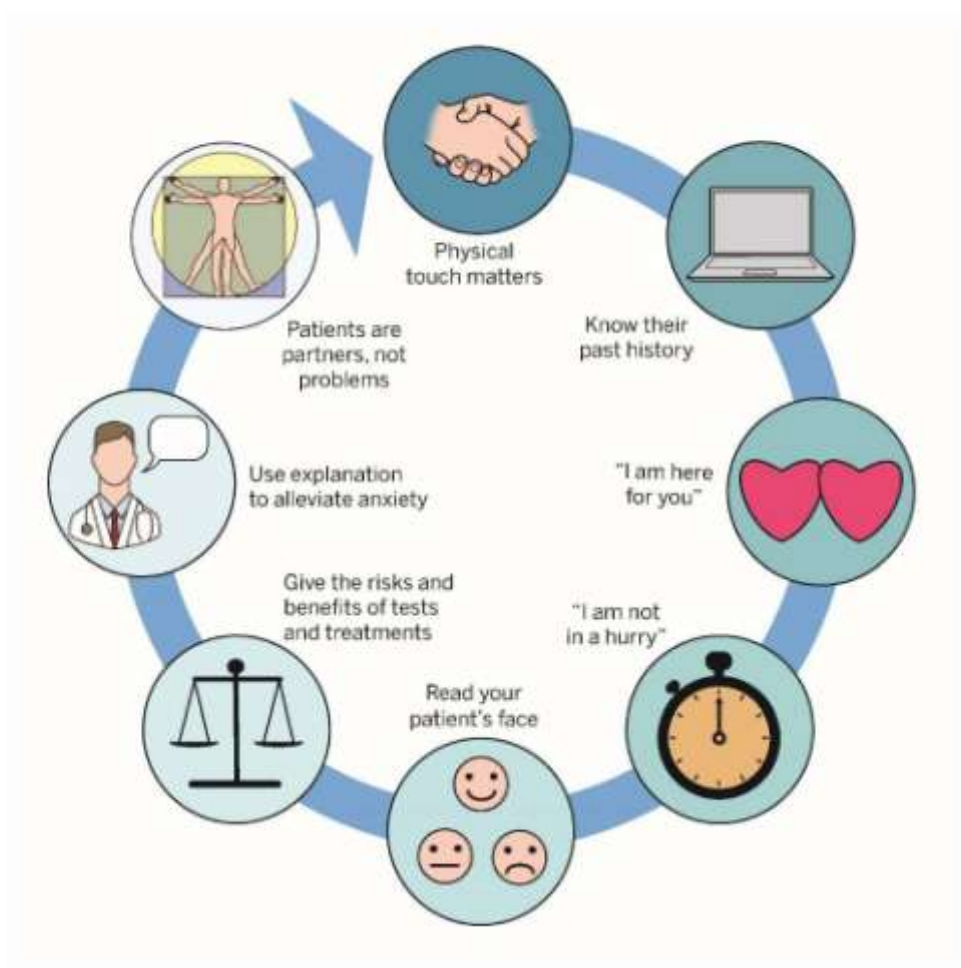 Physical
touch matters
Know their
past history
"I am here
for you"
"I am not
in a hurry"
Read your
patient's face
Give the risks and
benefits of tests
and treatments
Use explanation
to alleviate anxiety
Patients are
partners, not
problems